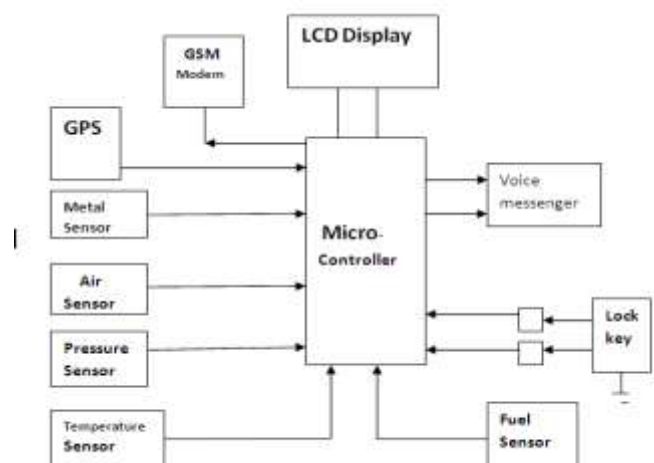 LCD Display
GSM
Modem
GPS
Metal
Sensor
Voice
messenger
Micro-
Controller
Air
Sensor
Lock
key
Pressure
Sensor
Temperature
Sensor
Fuel
Sensor